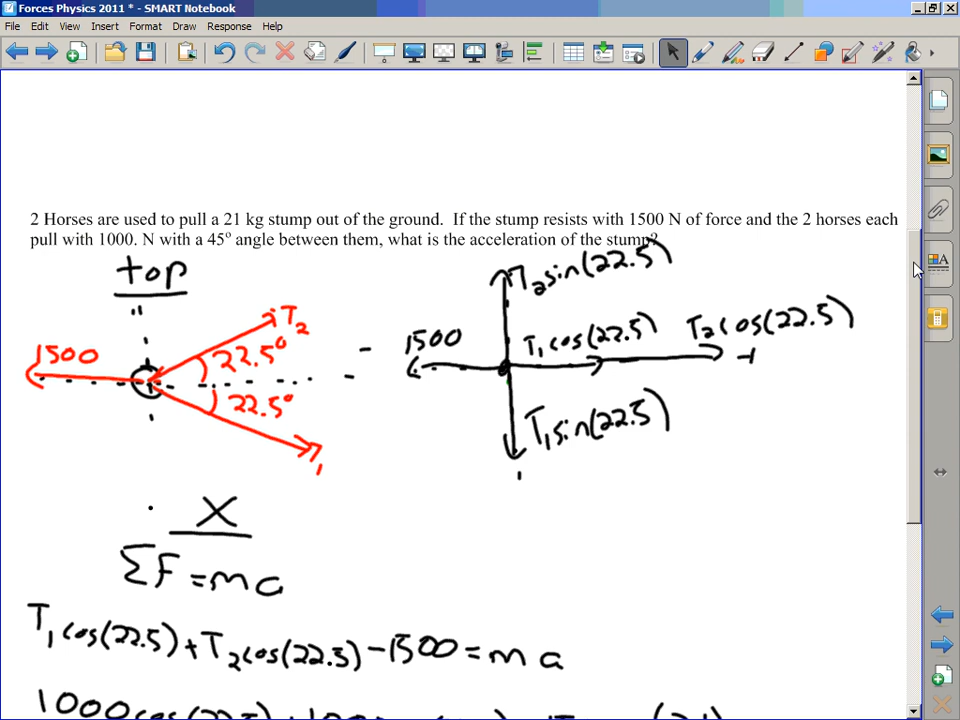 Forces Physics 2011 * - SMART Notebook
File Edit View Insert Format Draw Response Help
2 Horses are used to pull a 21 kg stump out of the ground. If the stump resists with 1500 N of force and the 2 horses each
pull with 1000. N with a 45° angle between them, what is the acceleration of the stump?
top
T₂
1500
22.5°
22.5°
T₂sin(22.5)
-
1500
T₁cos(22.5)
T₂cos(22.5)
+
T₁sin(22.5)
X
ΣF=ma
T₁cos(22.5)+T₂cos(22.5)-1500=ma
1000cos(22.5)